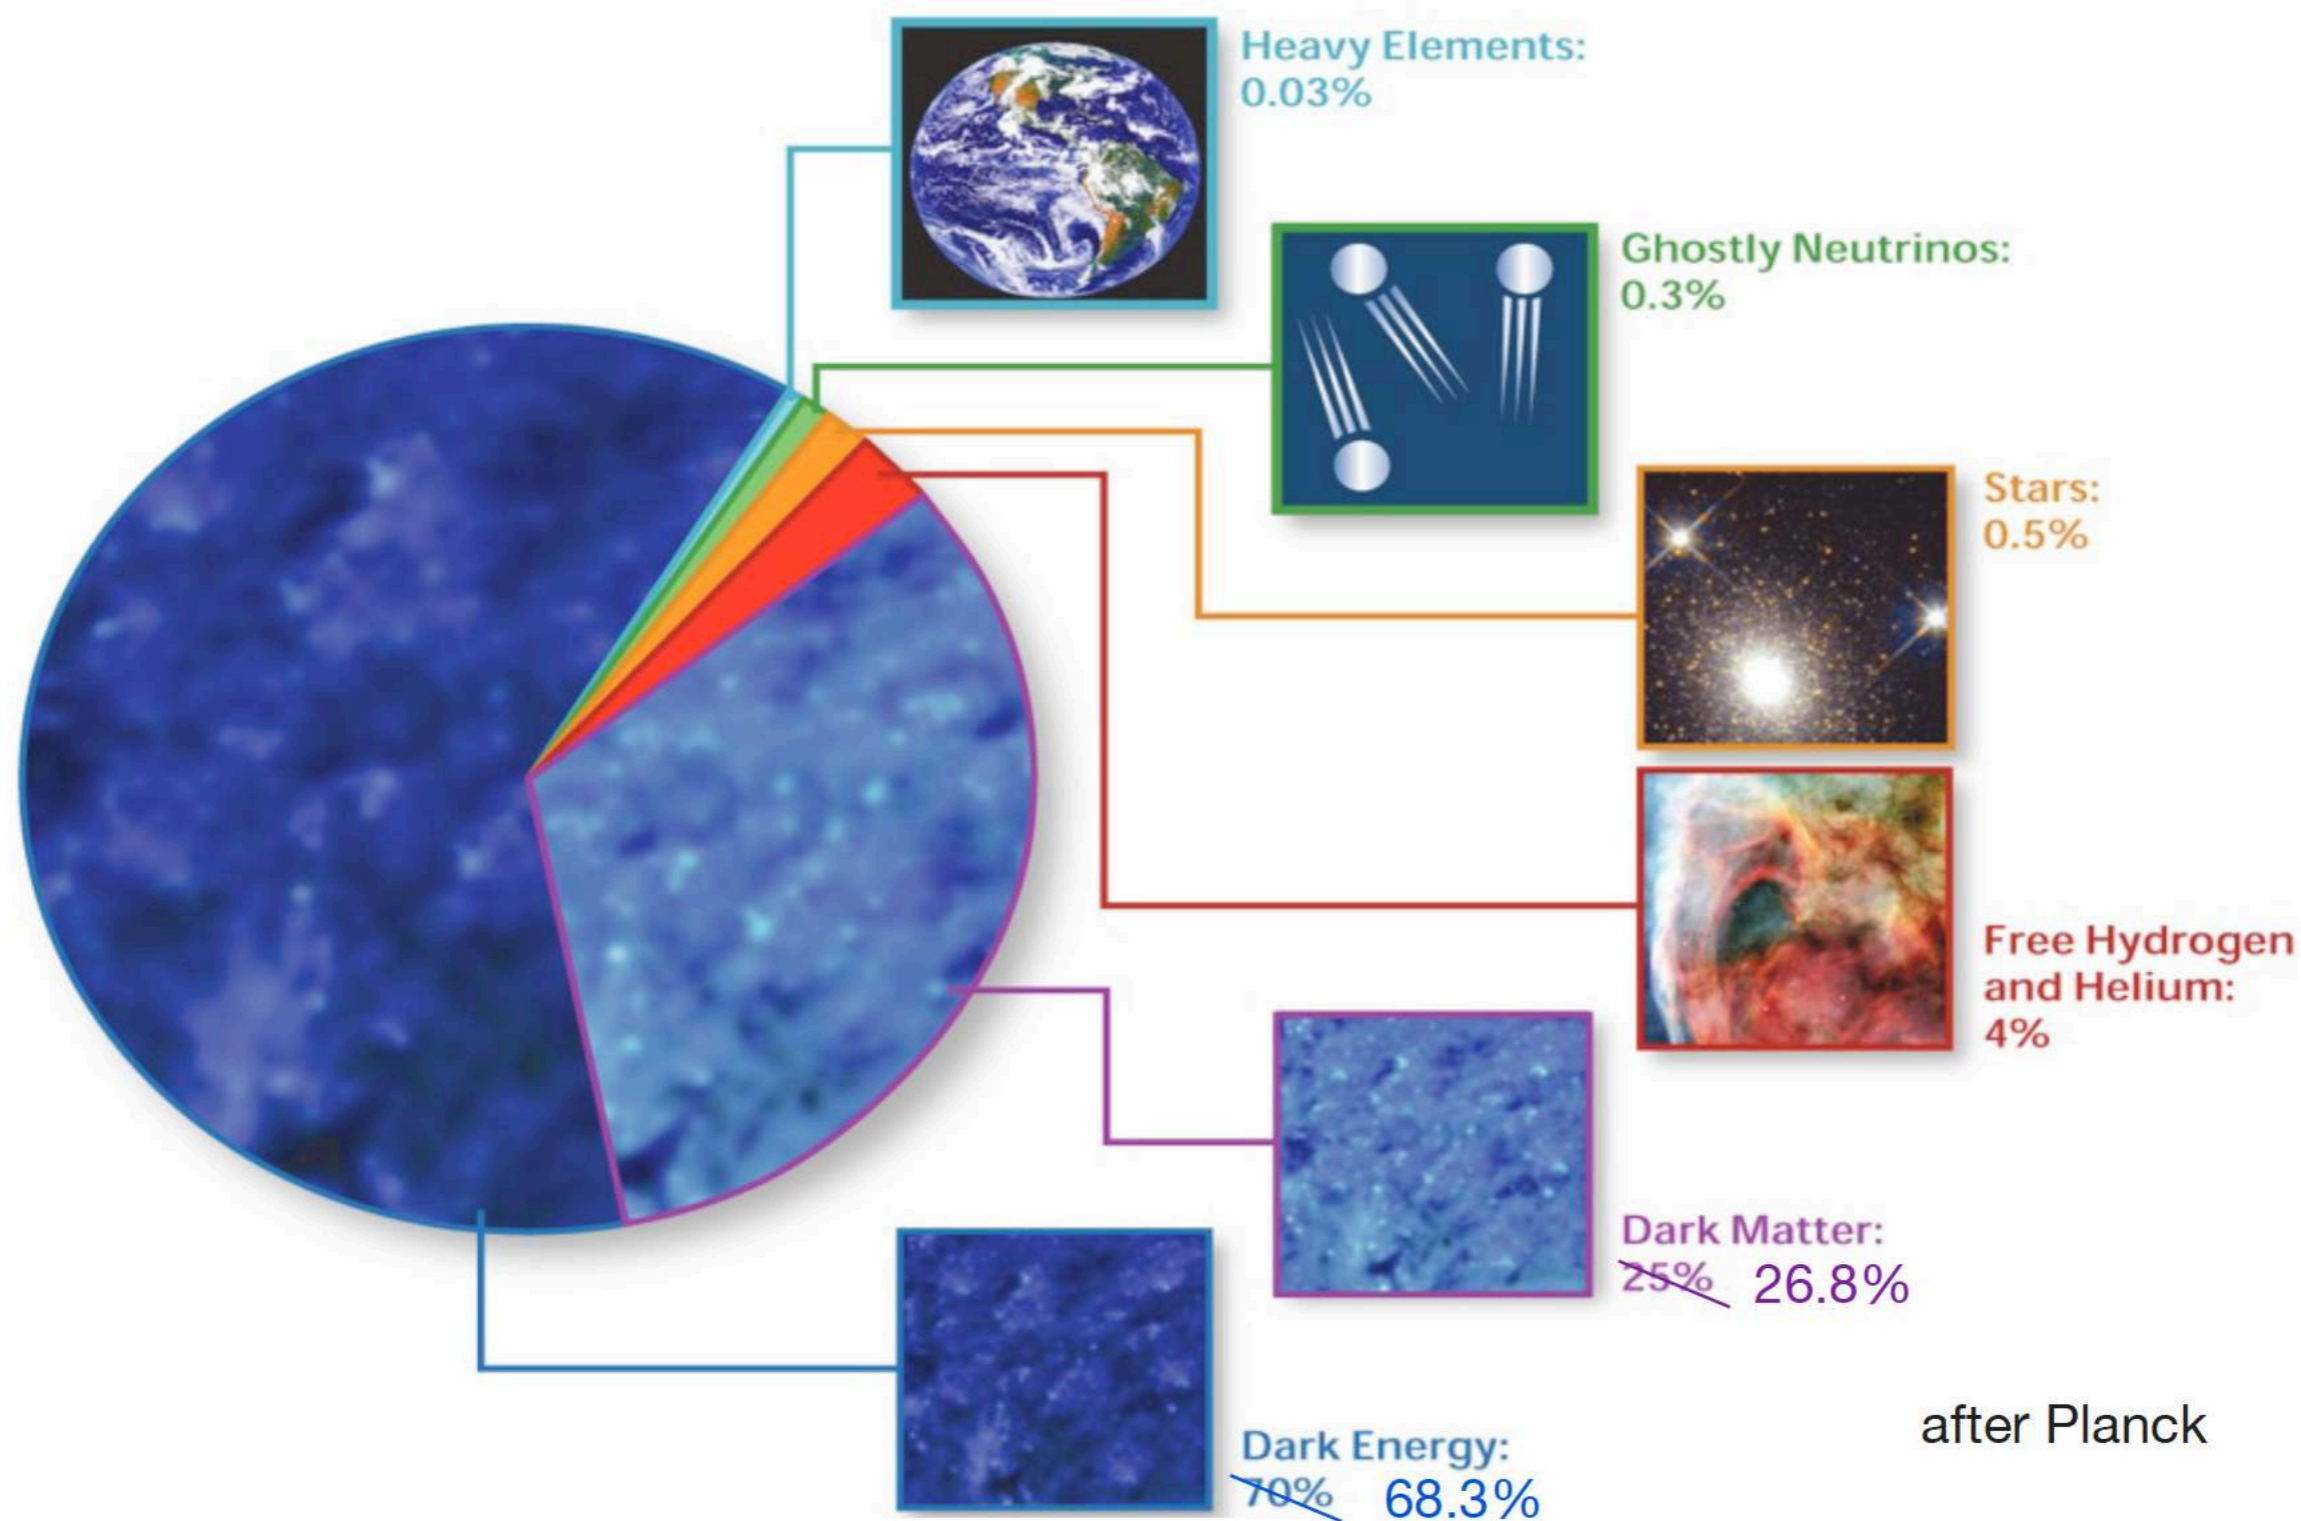 Heavy Elements:
0.03%
Ghostly Neutrinos:
0.3%
Stars:
0.5%
Free Hydrogen
and Helium:
4%
Dark Matter:
25% 26.8%
Dark Energy:
70% 68.3%
after Planck